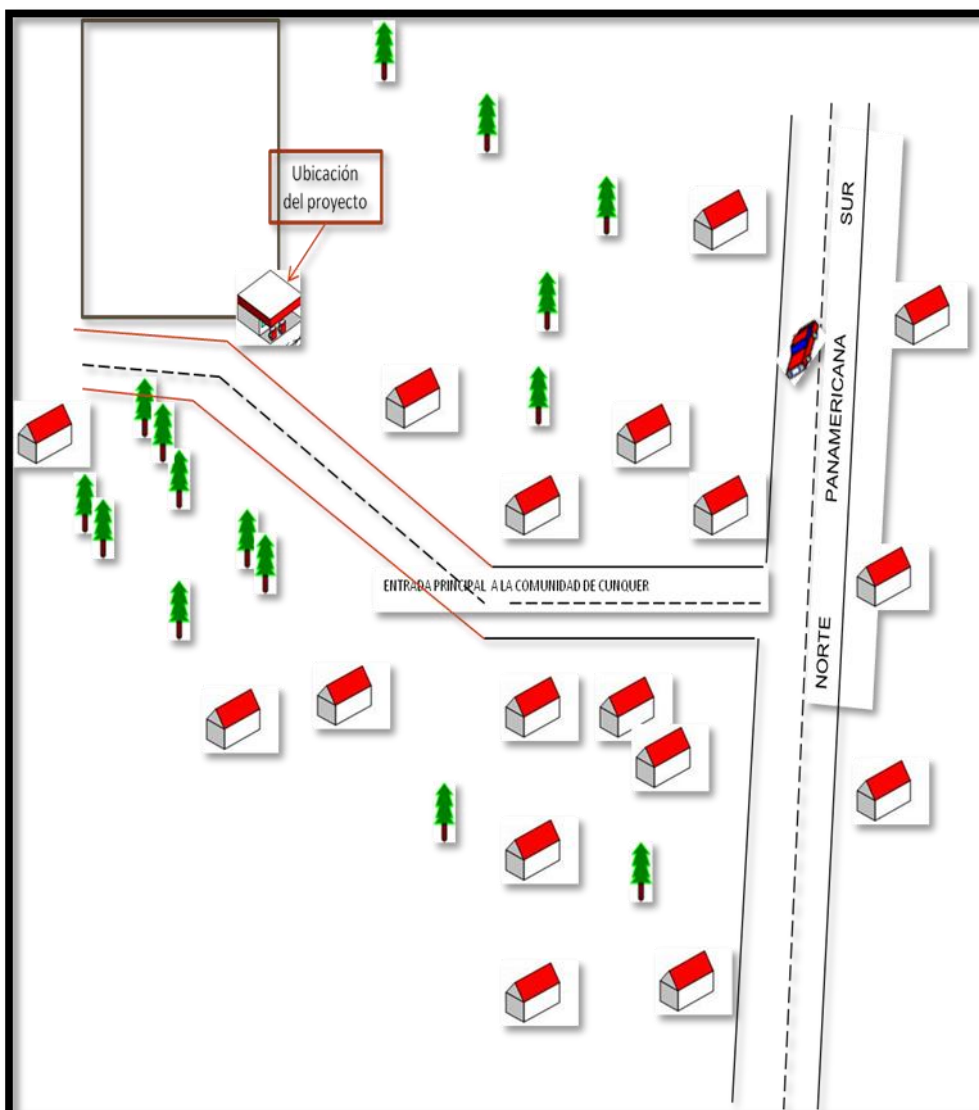 Ubicación
del proyecto
ENTRADA PRINCIPAL A LA COMUNIDAD DE CUNQUER
NORTE PANAMERICANA SUR